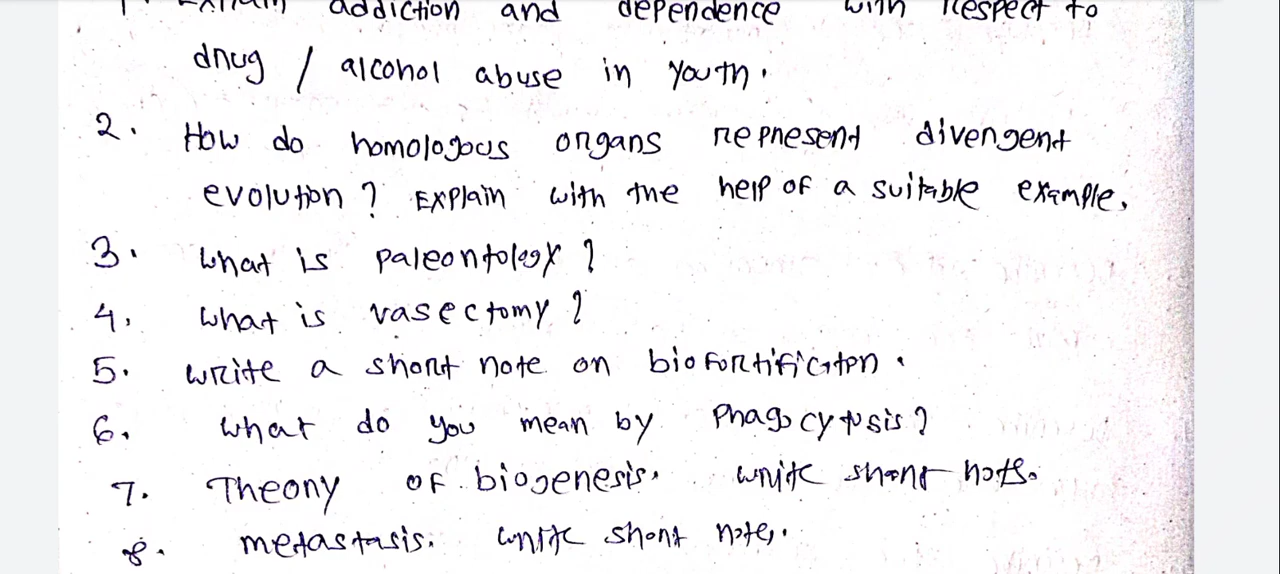 1. Explain addiction and dependence with respect to
drug / alcohol abuse in youth.
2. How do homologous organs represent divergent
evolution ? Explain with the help of a suitable example.
3. what is paleontology ?
4. what is vasectomy ?
5. write a short note on biofortification.
6. what do you mean by Phagocytosis ?
7. Theory of biogenesis. write short note.
8. metastasis. write short note.